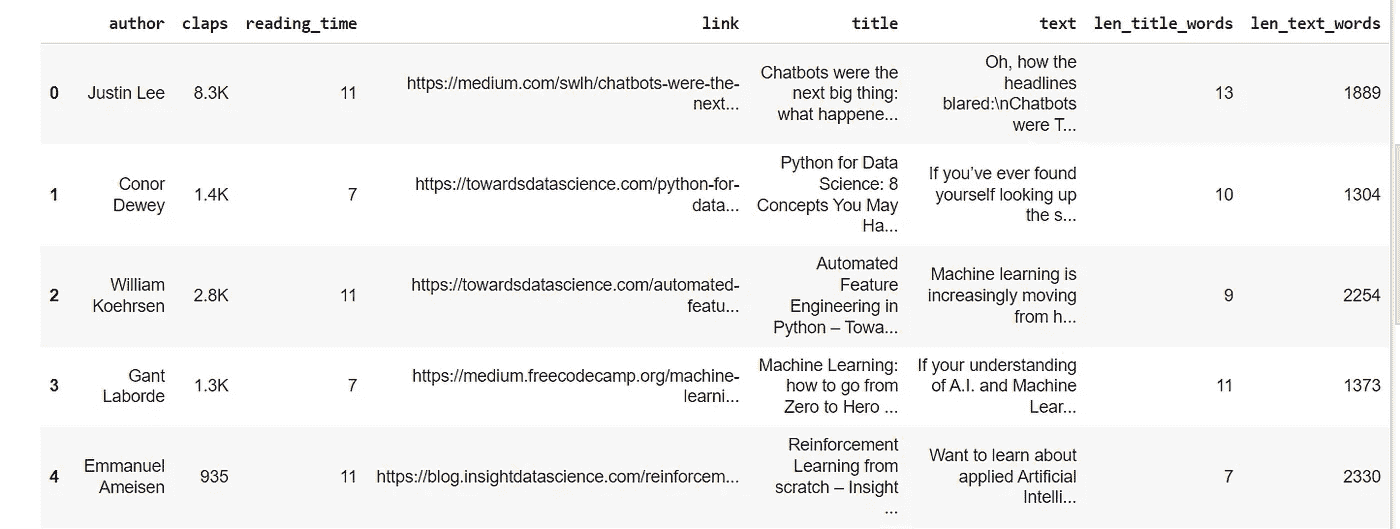 author claps reading_time link title text len_title_words len_text_words
0 Justin Lee 8.3K 11 https://medium.com/swlh/chatbots-were-the-
next... Chatbots were the
next big thing:
what happene... Oh, how the
headlines
blared:\nChatbots
were T... 13 1889
1 Conor
Dewey 1.4K 7 https://towardsdatascience.com/python-for-
data... Python for Data
Science: 8
Concepts You May
Ha... If you’ve ever found
yourself looking up
the s... 10 1304
2 William
Koehrsen 2.8K 11 https://towardsdatascience.com/automated-
featu... Automated
Feature
Engineering in
Python – Towa... Machine learning is
increasingly moving
from h... 9 2254
3 Gant
Laborde 1.3K 7 https://medium.freecodecamp.org/machine-
learni... Machine Learning:
how to go from
Zero to Hero ... If your understanding
of A.I. and Machine
Lear... 11 1373
4 Emmanuel
Ameisen 935 11 https://blog.insightdatascience.com/reinforcem... Reinforcement
Learning from
scratch – Insight
... Want to learn about
applied Artificial
Intelli... 7 2330